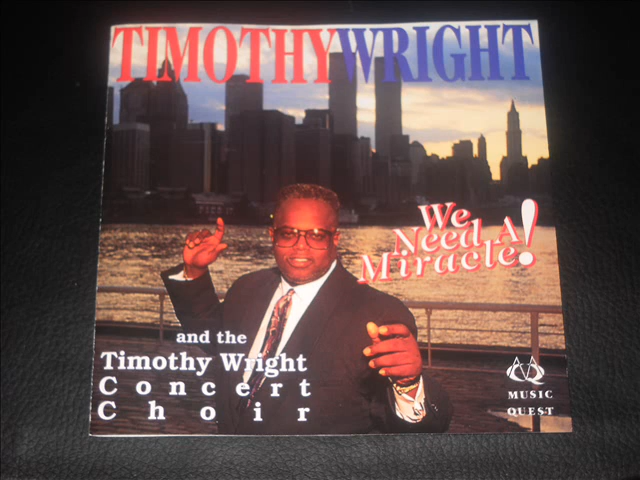 TIMOTHY WRIGHT
We
Need A
Miracle!
and the
Timothy Wright
Concert
Choir
MUSIC
QUEST